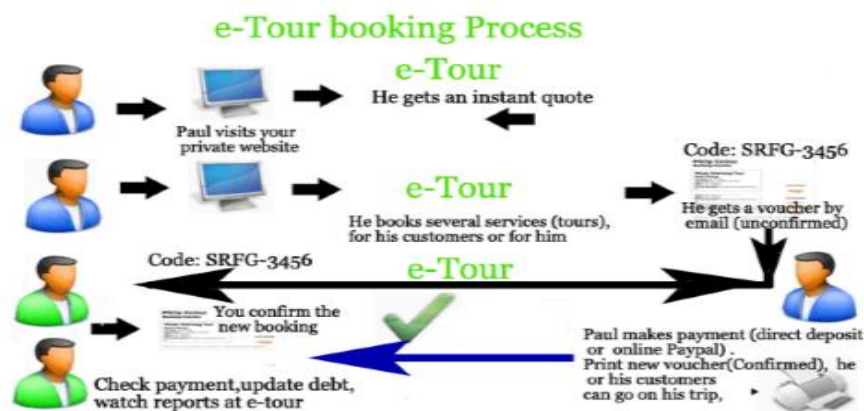 e-Tour booking Process
e-Tour
He gets an instant quote
Paul visits your
private website
Code: SRFG-3456
e-Tour
He books several services (tours),
for his customers or for him
He gets a voucher by
email (unconfirmed)
Code: SRFG-3456
e-Tour
You confirm the
new booking
Paul makes payment (direct deposit
or online Paypal) .
Print new voucher(Confirmed), he
or his customers
can go on his trip,
Check payment,update debt,
watch reports at e-tour